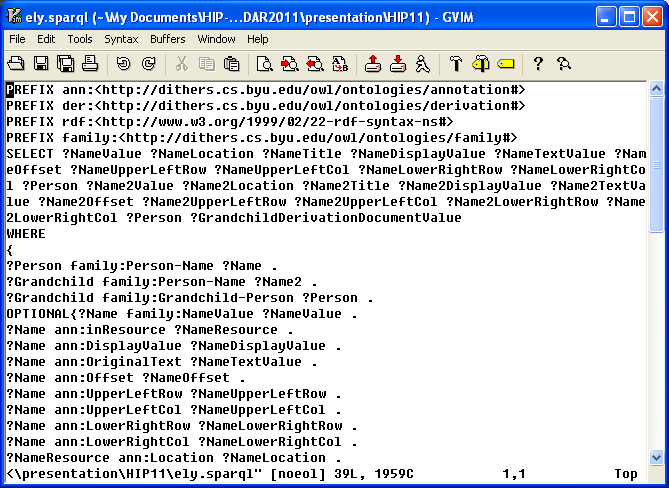 ely.sparql (~\My Documents\HIP-...DAR2011\presentation\HIP11) - GVIM
File Edit Tools Syntax Buffers Window Help
PREFIX ann:<http://dithers.cs.byu.edu/owl/ontologies/annotation#>
PREFIX der:<http://dithers.cs.byu.edu/owl/ontologies/derivation#>
PREFIX rdf:<http://www.w3.org/1999/02/22-rdf-syntax-ns#>
PREFIX family:<http://dithers.cs.byu.edu/owl/ontologies/family#>
SELECT ?NameValue ?NameLocation ?NameTitle ?NameDisplayValue ?NameTextValue ?Nam
eOffset ?NameUpperLeftRow ?NameUpperLeftCol ?NameLowerRightRow ?NameLowerRightCo
l ?Person ?Name2Value ?Name2Location ?Name2Title ?Name2DisplayValue ?Name2TextVa
lue ?Name2Offset ?Name2UpperLeftRow ?Name2UpperLeftCol ?Name2LowerRightRow ?Name
2LowerRightCol ?Person ?GrandchildDerivationDocumentValue
WHERE
{
?Person family:Person-Name ?Name .
?Grandchild family:Person-Name ?Name2 .
?Grandchild family:Grandchild-Person ?Person .
OPTIONAL{?Name family:NameValue ?NameValue .
?Name ann:inResource ?NameResource .
?Name ann:DisplayValue ?NameDisplayValue .
?Name ann:OriginalText ?NameTextValue .
?Name ann:Offset ?NameOffset .
?Name ann:UpperLeftRow ?NameUpperLeftRow .
?Name ann:UpperLeftCol ?NameUpperLeftCol .
?Name ann:LowerRightRow ?NameLowerRightRow .
?Name ann:LowerRightCol ?NameLowerRightCol .
?NameResource ann:Location ?NameLocation .
<\presentation\HIP11\ely.sparql" [noeol] 39L, 1959C 1,1 Top